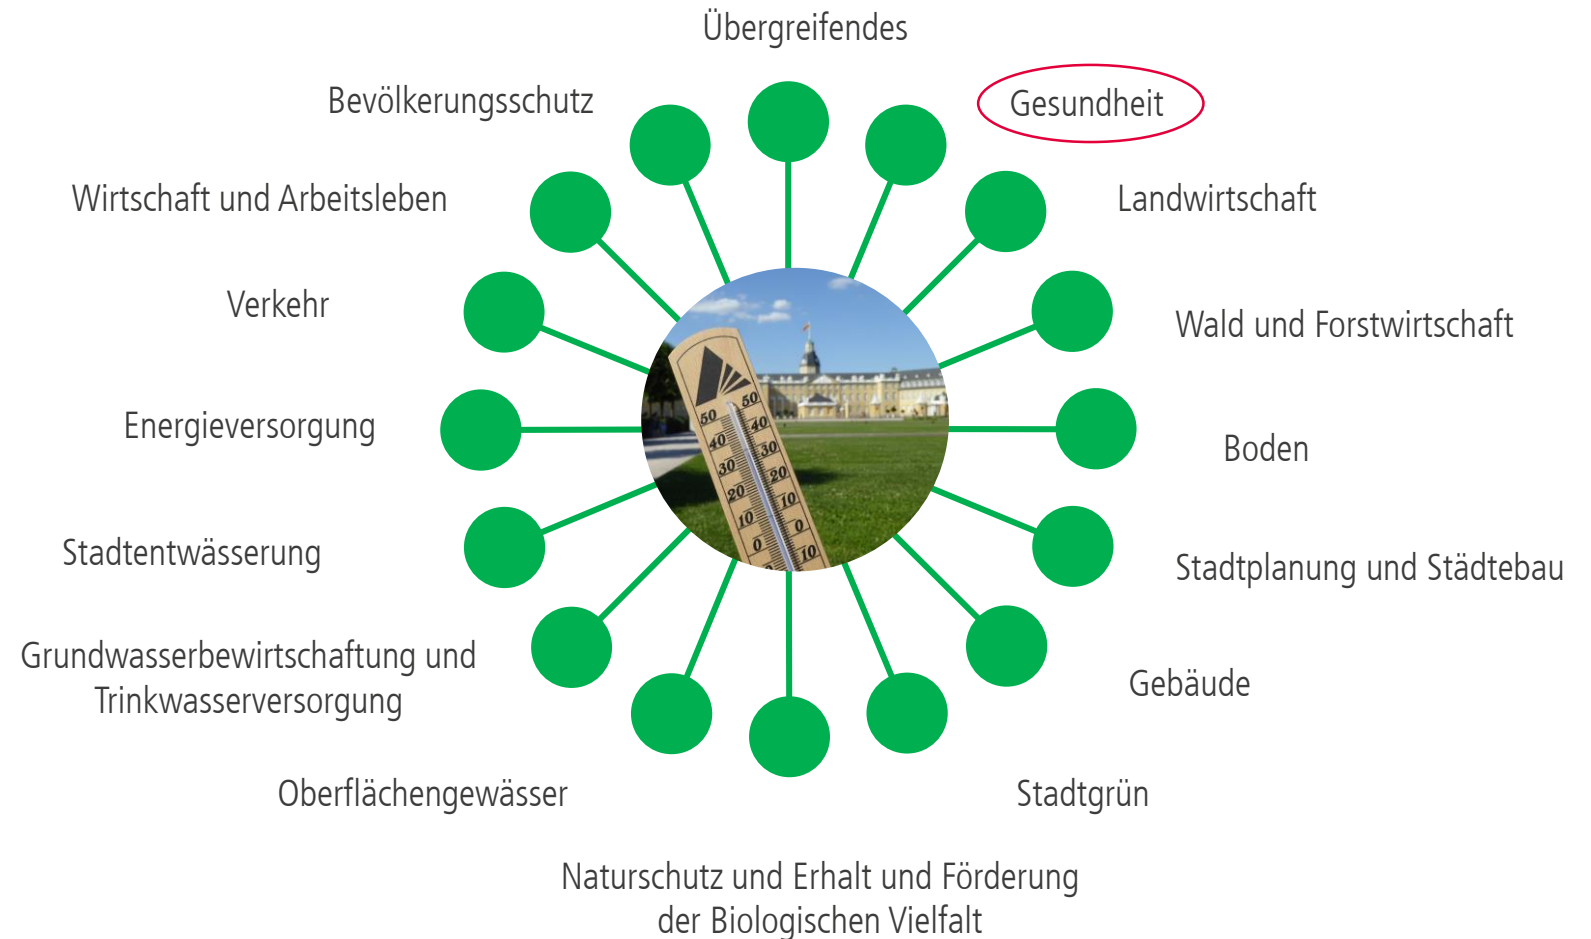 Übergreifendes
Gesundheit
Landwirtschaft
Wald und Forstwirtschaft
Boden
Stadtplanung und Städtebau
Gebäude
Stadtgrün
Naturschutz und Erhalt und Förderung
der Biologischen Vielfalt
Oberflächengewässer
Grundwasserbewirtschaftung und
Trinkwasserversorgung
Stadtentwässerung
Energieversorgung
Verkehr
Wirtschaft und Arbeitsleben
Bevölkerungsschutz
50 50
40 40
30 30
20 20
10 10
0 0
10